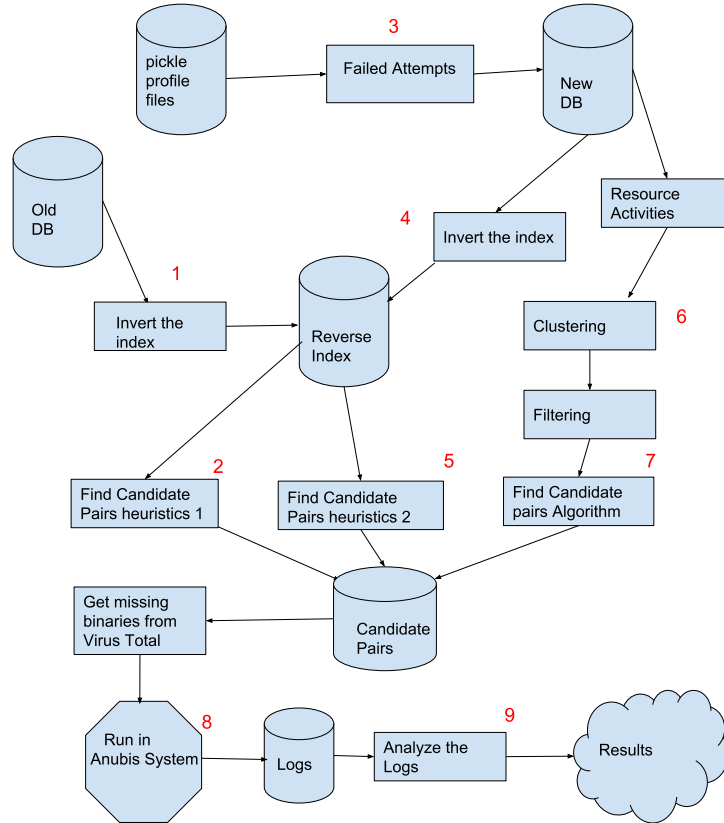 3
pickle
profile
files
Failed Attempts
New
DB
Old
DB
Resource
Activities
4
Invert the index
1
Invert the
index
Reverse
Index
Clustering
6
Filtering
2
5
7
Find Candidate
Pairs heuristics 1
Find Candidate
Pairs heuristics 2
Find Candidate
pairs Algorithm
Get missing
binaries from
Virus Total
Candidate
Pairs
8
9
Run in
Anubis System
Logs
Analyze the
Logs
Results